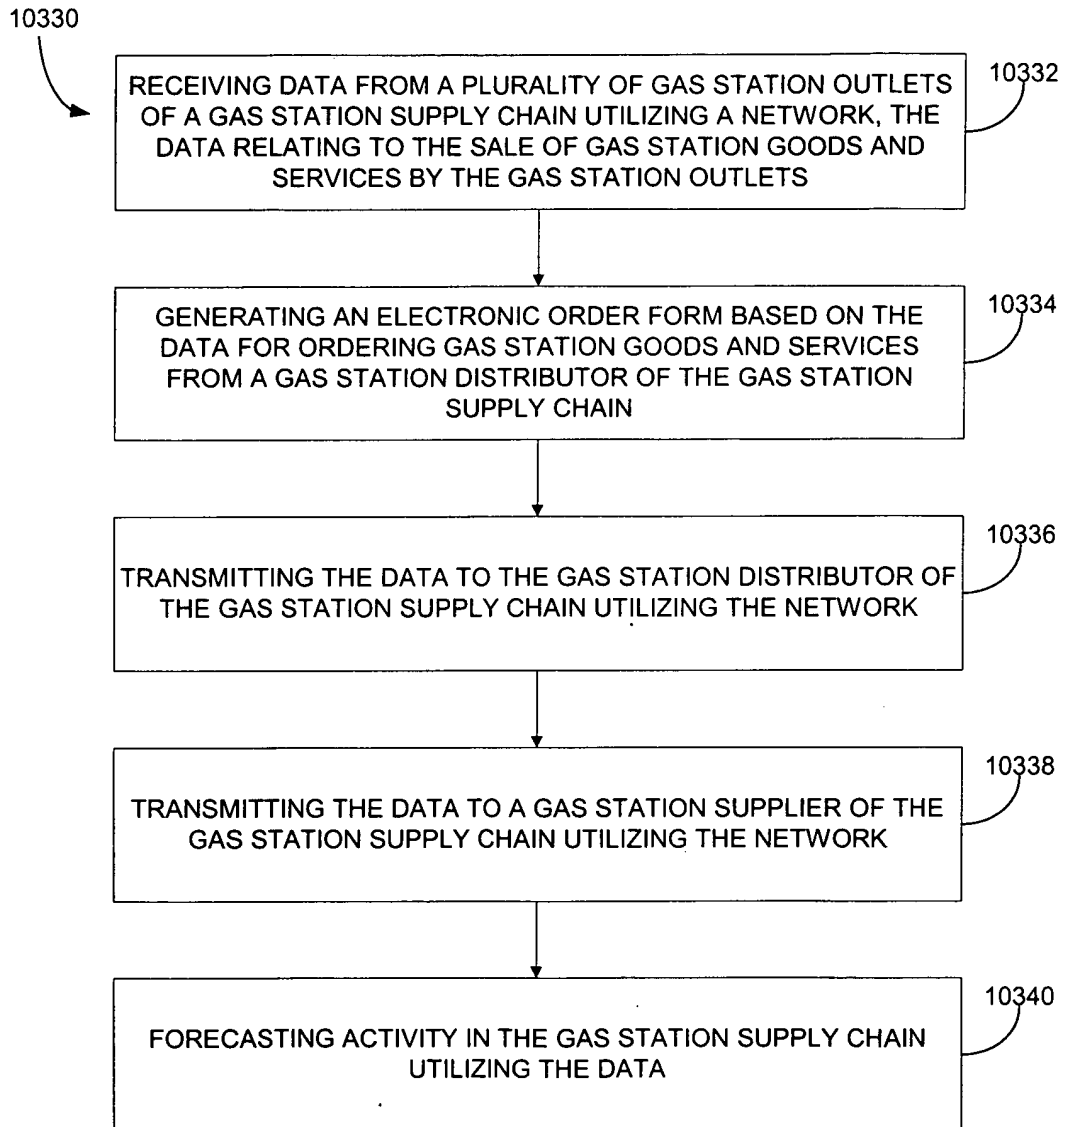 10330
RECEIVING DATA FROM A PLURALITY OF GAS STATION OUTLETS
OF A GAS STATION SUPPLY CHAIN UTILIZING A NETWORK, THE
DATA RELATING TO THE SALE OF GAS STATION GOODS AND
SERVICES BY THE GAS STATION OUTLETS
10332
GENERATING AN ELECTRONIC ORDER FORM BASED ON THE
DATA FOR ORDERING GAS STATION GOODS AND SERVICES
FROM A GAS STATION DISTRIBUTOR OF THE GAS STATION
SUPPLY CHAIN
10334
TRANSMITTING THE DATA TO THE GAS STATION DISTRIBUTOR OF
THE GAS STATION SUPPLY CHAIN UTILIZING THE NETWORK
10336
TRANSMITTING THE DATA TO A GAS STATION SUPPLIER OF THE
GAS STATION SUPPLY CHAIN UTILIZING THE NETWORK
10338
FORECASTING ACTIVITY IN THE GAS STATION SUPPLY CHAIN
UTILIZING THE DATA
10340